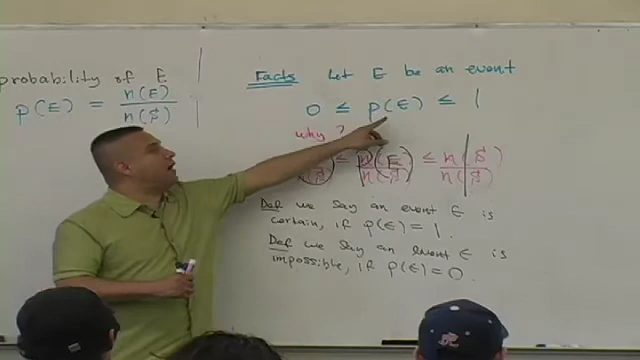 probability of E
p(E) = n(E) / n(S)
Facts Let E be an event
0 ≤ p(E) ≤ 1
why ?
≤ n(E) / n(S) ≤ n(S) / n(S)
Def we say an event E is
certain, if p(E) = 1.
Def we say an event E is
impossible, if p(E) = 0.